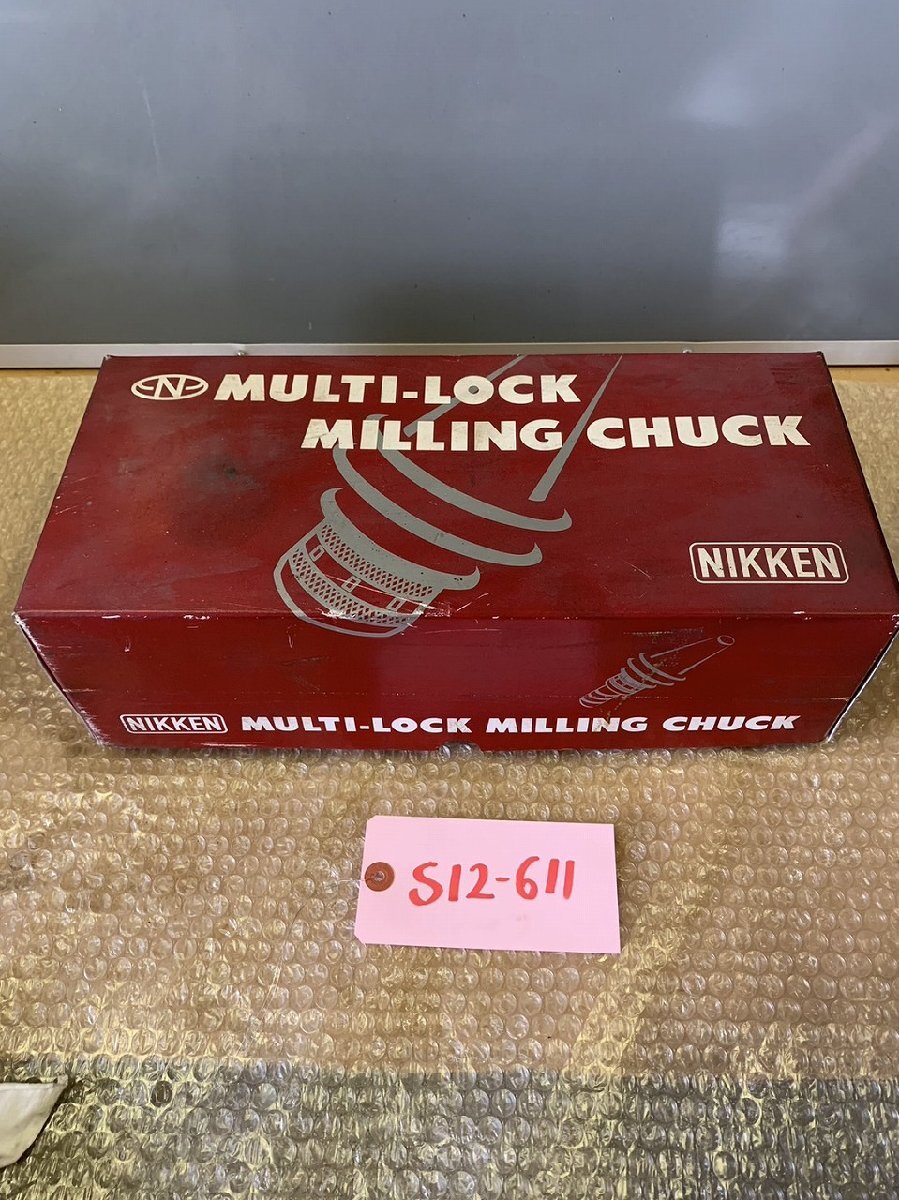 N MULTI-LOCK
MILLING CHUCK
NIKKEN
NIKKEN MULTI-LOCK MILLING CHUCK
S12-611